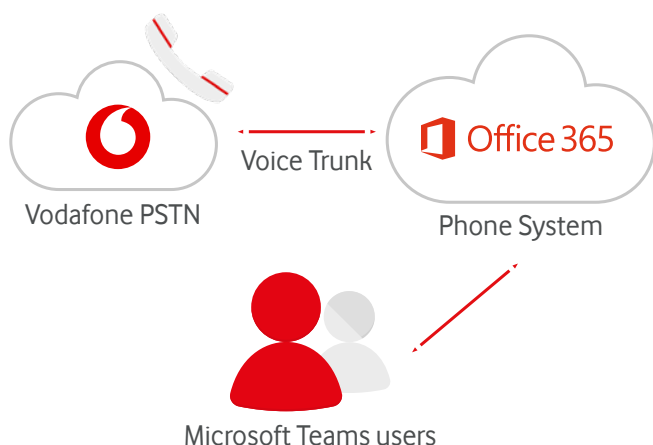 Office 365
Voice Trunk
Vodafone PSTN
Phone System
Microsoft Teams users